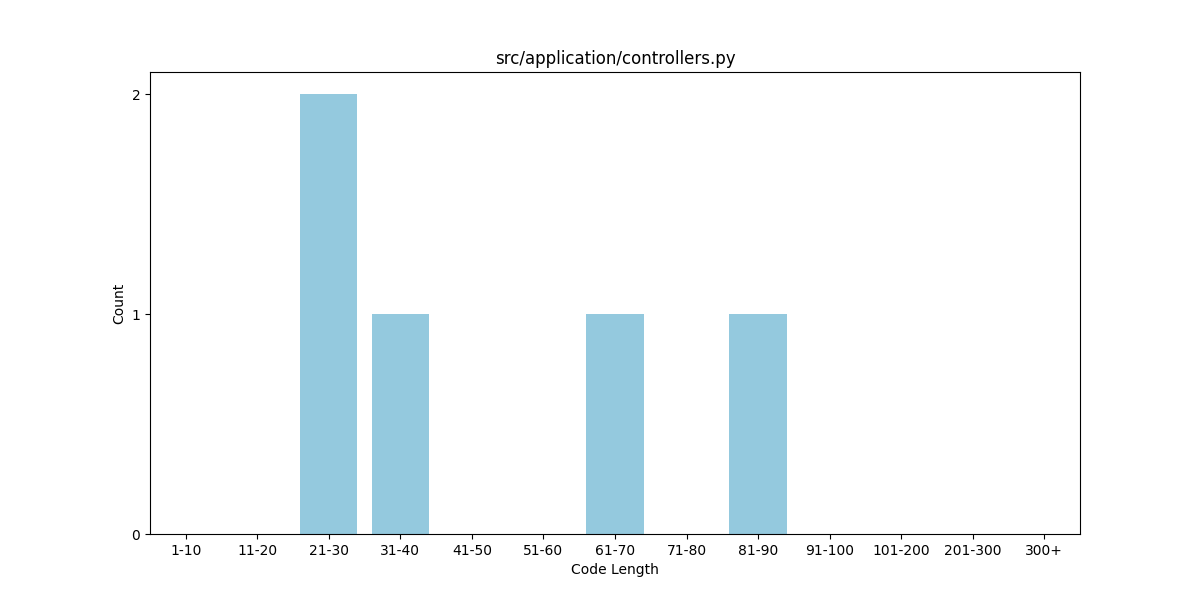 src/application/controllers.py
2
1
0
Count
1-10 11-20 21-30 31-40 41-50 51-60 61-70 71-80 81-90 91-100 101-200 201-300 300+
Code Length